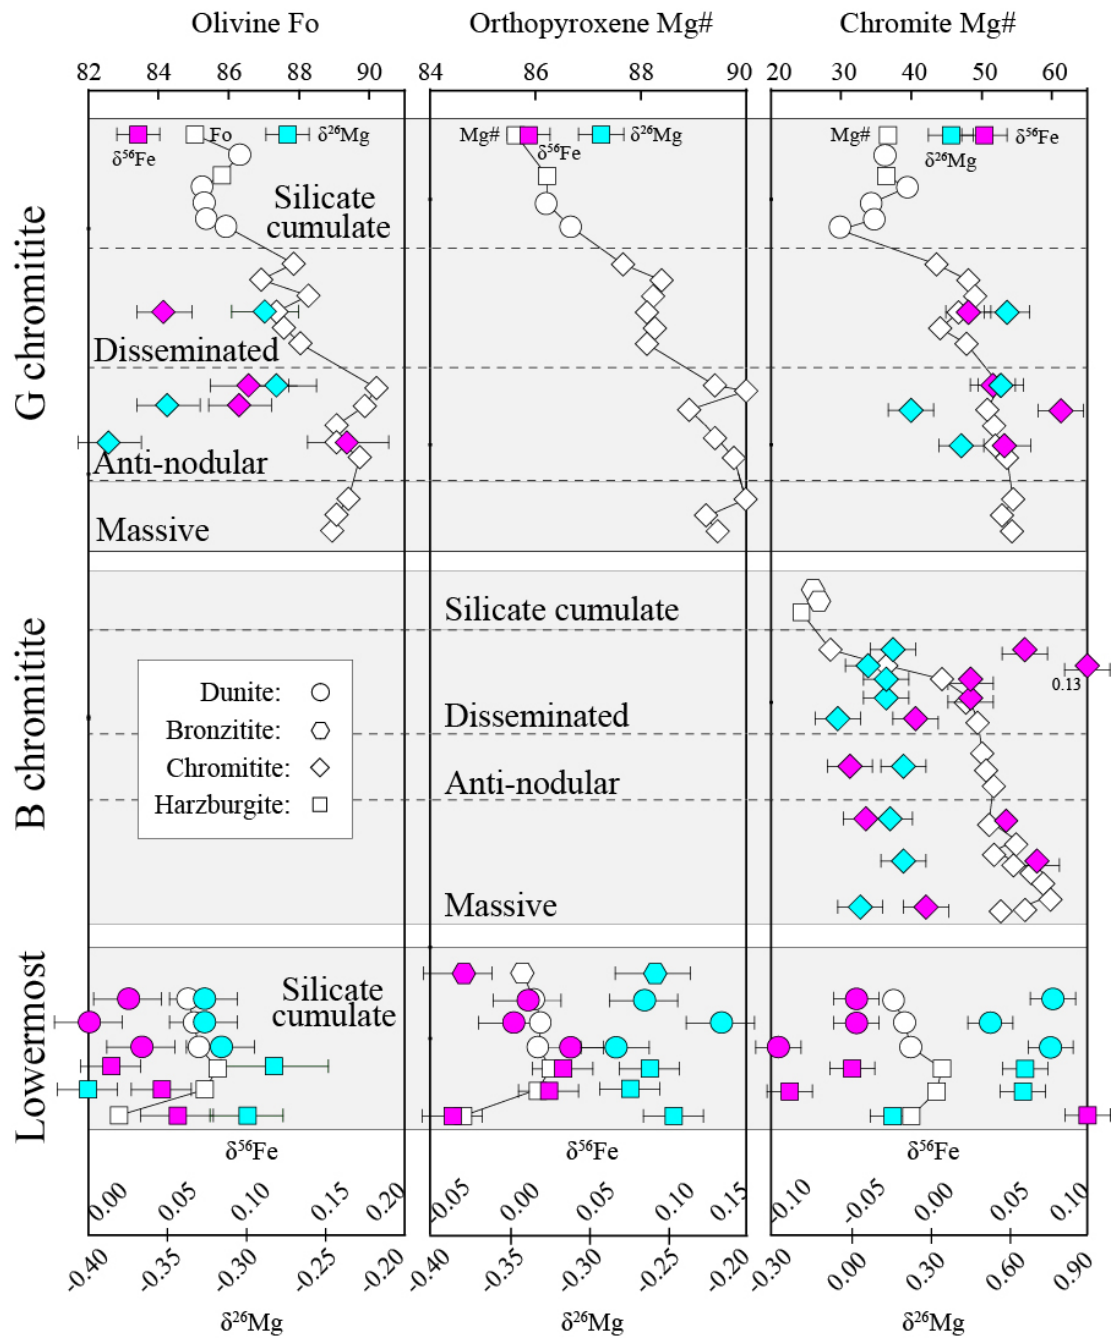 Olivine Fo
Orthopyroxene Mg#
Chromite Mg#
82 84 86 88 90
84 86 88 90
20 30 40 50 60
Fo
δ²⁶Mg
δ⁵⁶Fe
Mg#
δ⁵⁶Fe
δ²⁶Mg
Mg#
δ²⁶Mg
δ⁵⁶Fe
G chromitite
Silicate
cumulate
Disseminated
Anti-nodular
Massive
B chromitite
Silicate cumulate
Disseminated
Anti-nodular
Massive
0.13
Dunite:
Bronzitite:
Chromitite:
Harzburgite:
Lowermost
Silicate
cumulate
δ⁵⁶Fe
δ⁵⁶Fe
δ⁵⁶Fe
0.00 0.05 0.10 0.15 0.20
-0.05 0.00 0.05 0.10 0.15
-0.10 -0.05 0.00 0.05 0.10
-0.40 -0.35 -0.30 -0.25 -0.20
-0.40 -0.35 -0.30 -0.25 -0.20
-0.30 0.00 0.30 0.60 0.90
δ²⁶Mg
δ²⁶Mg
δ²⁶Mg